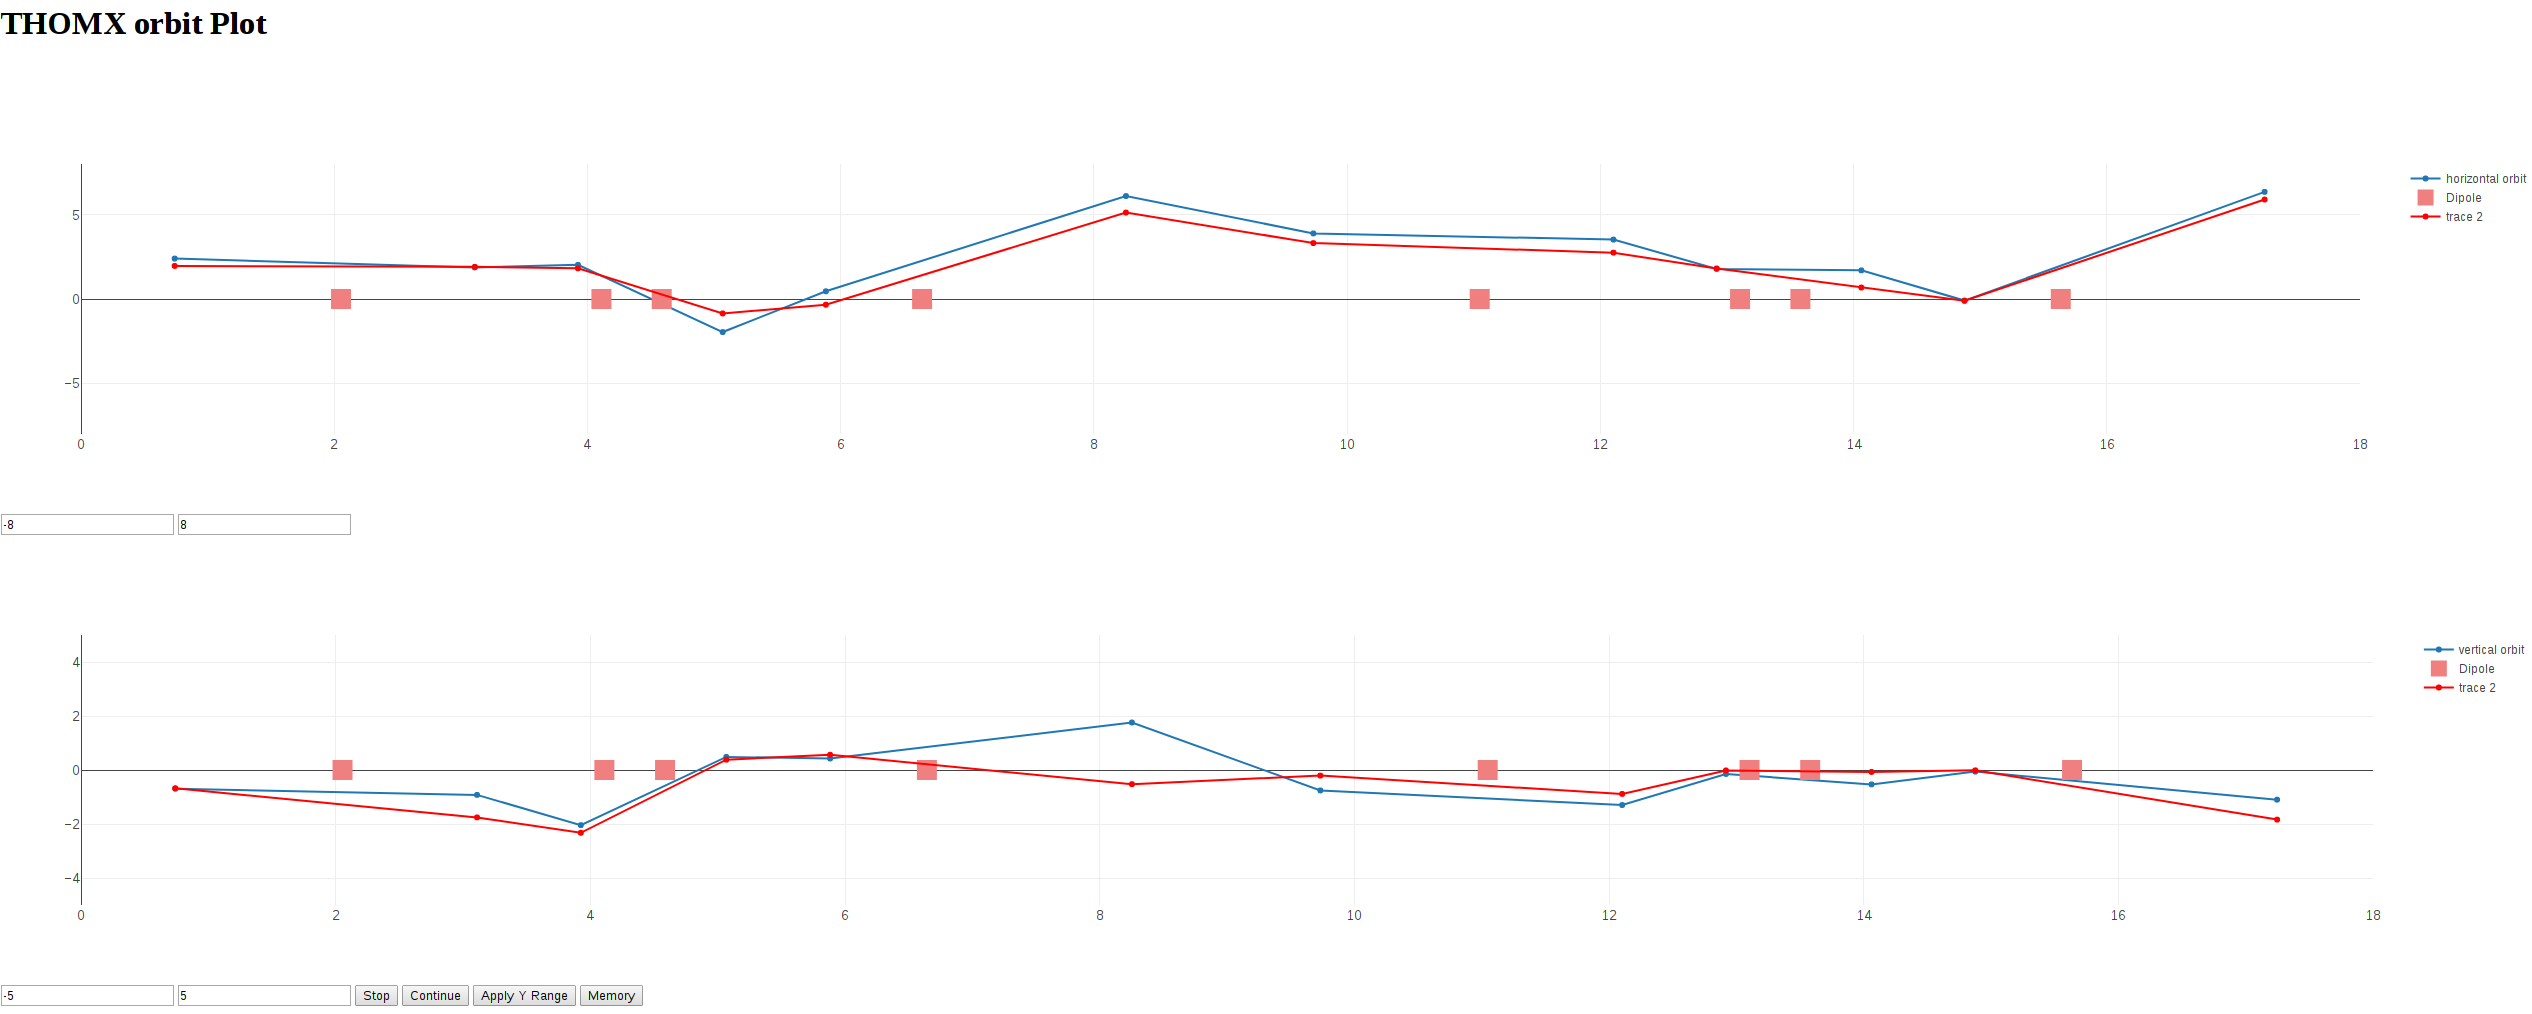 THOMX orbit Plot
horizontal orbit
Dipole
trace 2
5
0
−5
0 2 4 6 8 10 12 14 16 18
-8 8
vertical orbit
Dipole
trace 2
4
2
0
−2
−4
0 2 4 6 8 10 12 14 16 18
-5 5 Stop Continue Apply Y Range Memory